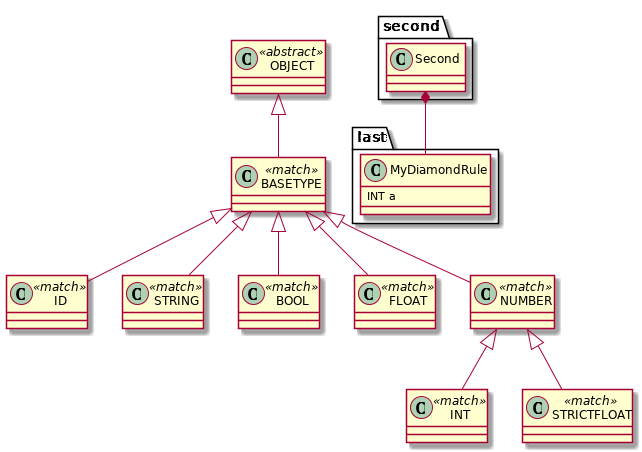 second
C Second
C «abstract»
OBJECT
last
C MyDiamondRule
INT a
C «match»
BASETYPE
C «match»
ID
C «match»
STRING
C «match»
BOOL
C «match»
FLOAT
C «match»
NUMBER
C «match»
INT
C «match»
STRICTFLOAT